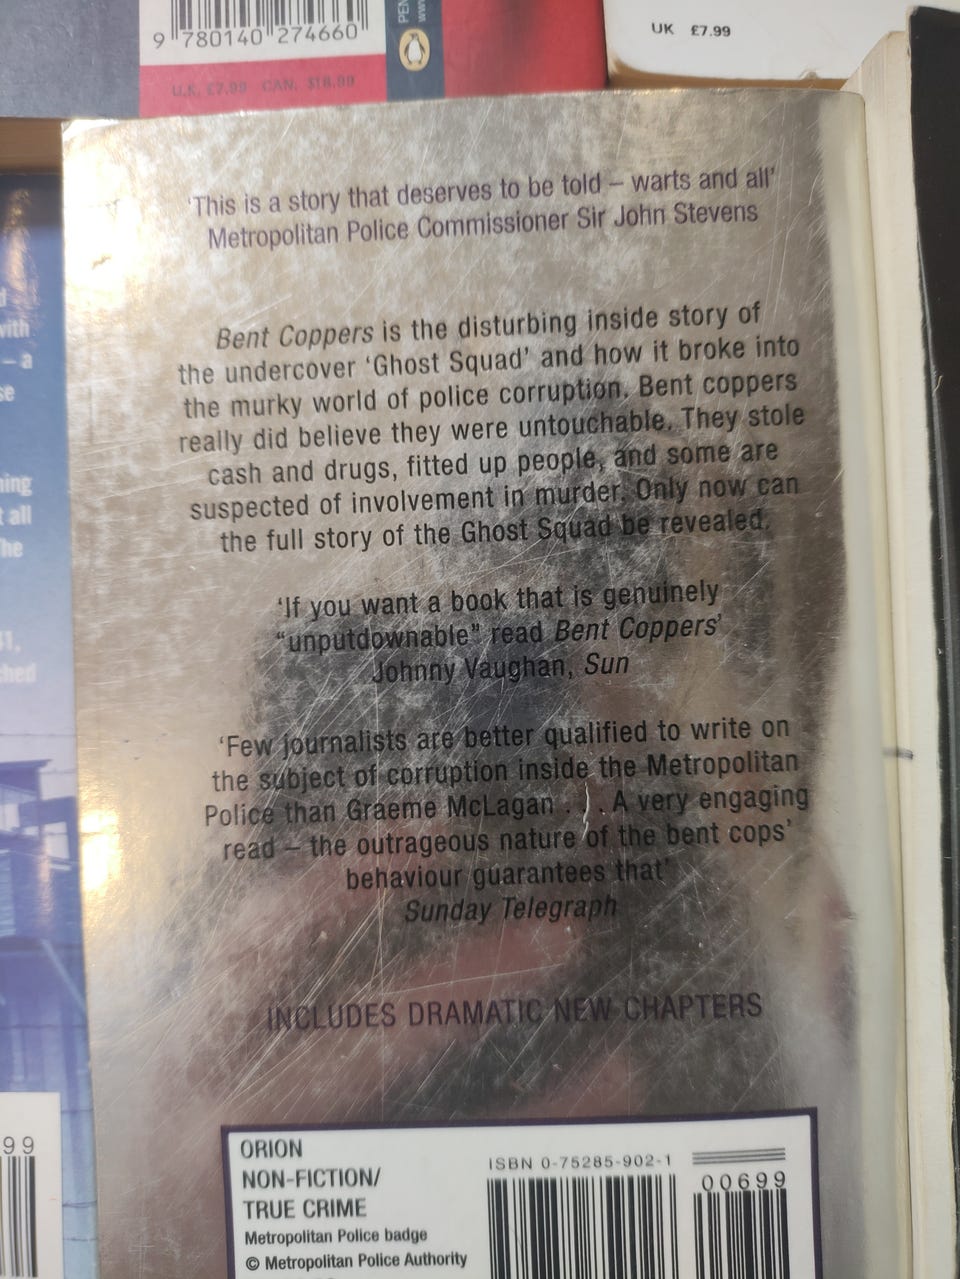 9 780140 274660
U.K. £7.99 CAN. $18.99
PEN
www
UK £7.99
'This is a story that deserves to be told – warts and all'
Metropolitan Police Commissioner Sir John Stevens
Bent Coppers is the disturbing inside story of
the undercover 'Ghost Squad' and how it broke into
the murky world of police corruption. Bent coppers
really did believe they were untouchable. They stole
cash and drugs, fitted up people, and some are
suspected of involvement in murder. Only now can
the full story of the Ghost Squad be revealed.
'If you want a book that is genuinely
"unputdownable" read Bent Coppers'
Johnny Vaughan, Sun
'Few journalists are better qualified to write on
the subject of corruption inside the Metropolitan
Police than Graeme McLagan . . . A very engaging
read – the outrageous nature of the bent cops'
behaviour guarantees that'
Sunday Telegraph
INCLUDES DRAMATIC NEW CHAPTERS
ORION
NON-FICTION/
TRUE CRIME
Metropolitan Police badge
© Metropolitan Police Authority
ISBN 0-75285-902-1
00699
with
– a
se
ning
t all
The
ched
99